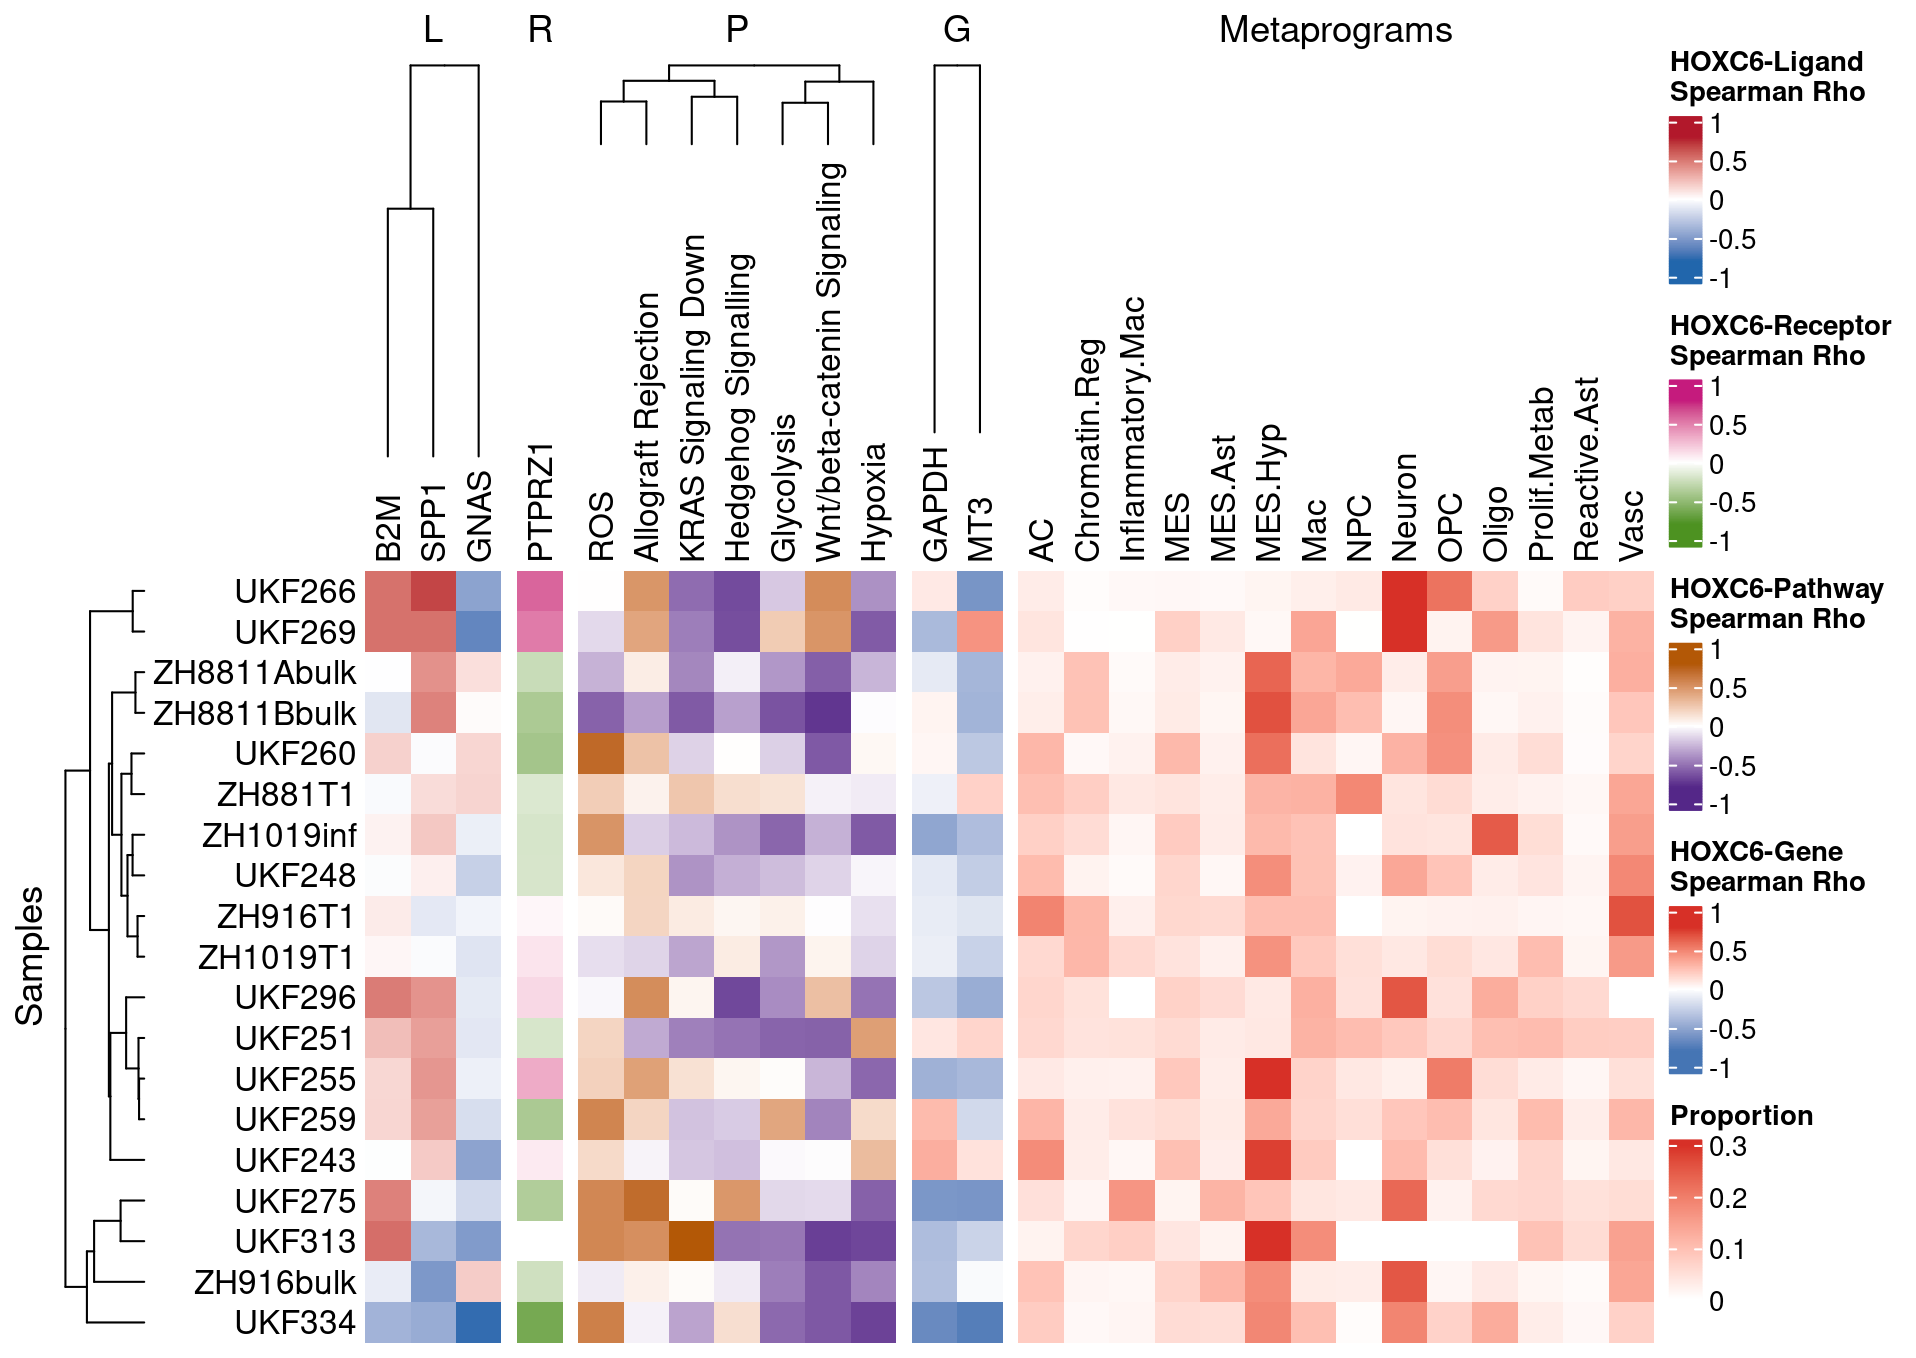 L
R
P
G
Metaprograms
B2M
SPP1
GNAS
PTPRZ1
ROS
Allograft Rejection
KRAS Signaling Down
Hedgehog Signalling
Glycolysis
Wnt/beta-catenin Signaling
Hypoxia
GAPDH
MT3
AC
Chromatin.Reg
Inflammatory.Mac
MES
MES.Ast
MES.Hyp
Mac
NPC
Neuron
OPC
Oligo
Prolif.Metab
Reactive.Ast
Vasc
Samples
UKF266
UKF269
ZH8811Abulk
ZH8811Bbulk
UKF260
ZH881T1
ZH1019inf
UKF248
ZH916T1
ZH1019T1
UKF296
UKF251
UKF255
UKF259
UKF243
UKF275
UKF313
ZH916bulk
UKF334
HOXC6-Ligand
Spearman Rho
1
0.5
0
-0.5
-1
HOXC6-Receptor
Spearman Rho
1
0.5
0
-0.5
-1
HOXC6-Pathway
Spearman Rho
1
0.5
0
-0.5
-1
HOXC6-Gene
Spearman Rho
1
0.5
0
-0.5
-1
Proportion
0.3
0.2
0.1
0